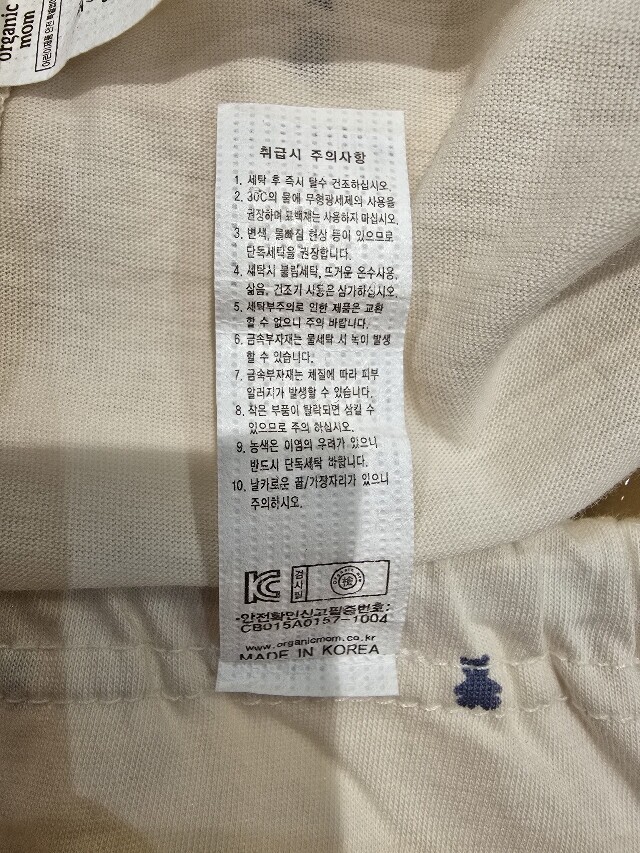 organic
mom
취급시 주의사항
1. 세탁 후 즉시 탈수 건조하십시오.
2. 30℃의 물에 무형광세제의 사용을
권장하며 표백제는 사용하지 마십시오.
3. 변색, 물빠짐 현상 등이 있으므로
단독세탁을 권장합니다.
4. 세탁시 불림세탁, 뜨거운 온수사용,
삶음, 건조기 사용은 삼가하십시오.
5. 세탁부주의로 인한 제품은 교환
할 수 없으니 주의 바랍니다.
6. 금속부자재는 물세탁 시 녹이 발생
할 수 있습니다.
7. 금속부자재는 체질에 따라 피부
알러지가 발생할 수 있습니다.
8. 작은 부품이 탈락되면 삼킬 수
있으므로 주의 하십시오.
9. 농색은 이염의 우려가 있으니
반드시 단독세탁 바랍니다.
10. 날카로운 끝/가장자리가 있으니
주의하시오.
KC 검사필
•안전확인신고필증번호:
CB015A0157-1004
www.organicmom.co.kr
MADE IN KOREA